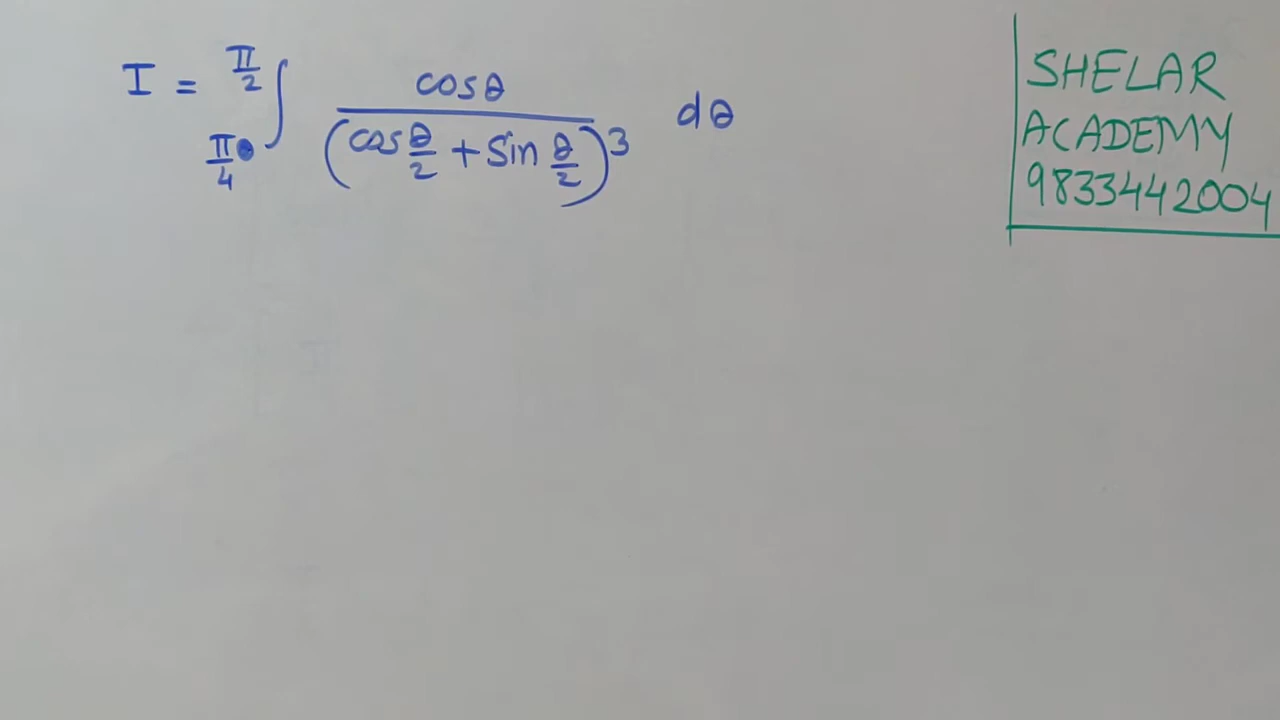 I = π/2 ∫ π/4 cosθ / (cos θ/2 + sin θ/2)^3 dθ
SHELAR
ACADEMY
9833442004